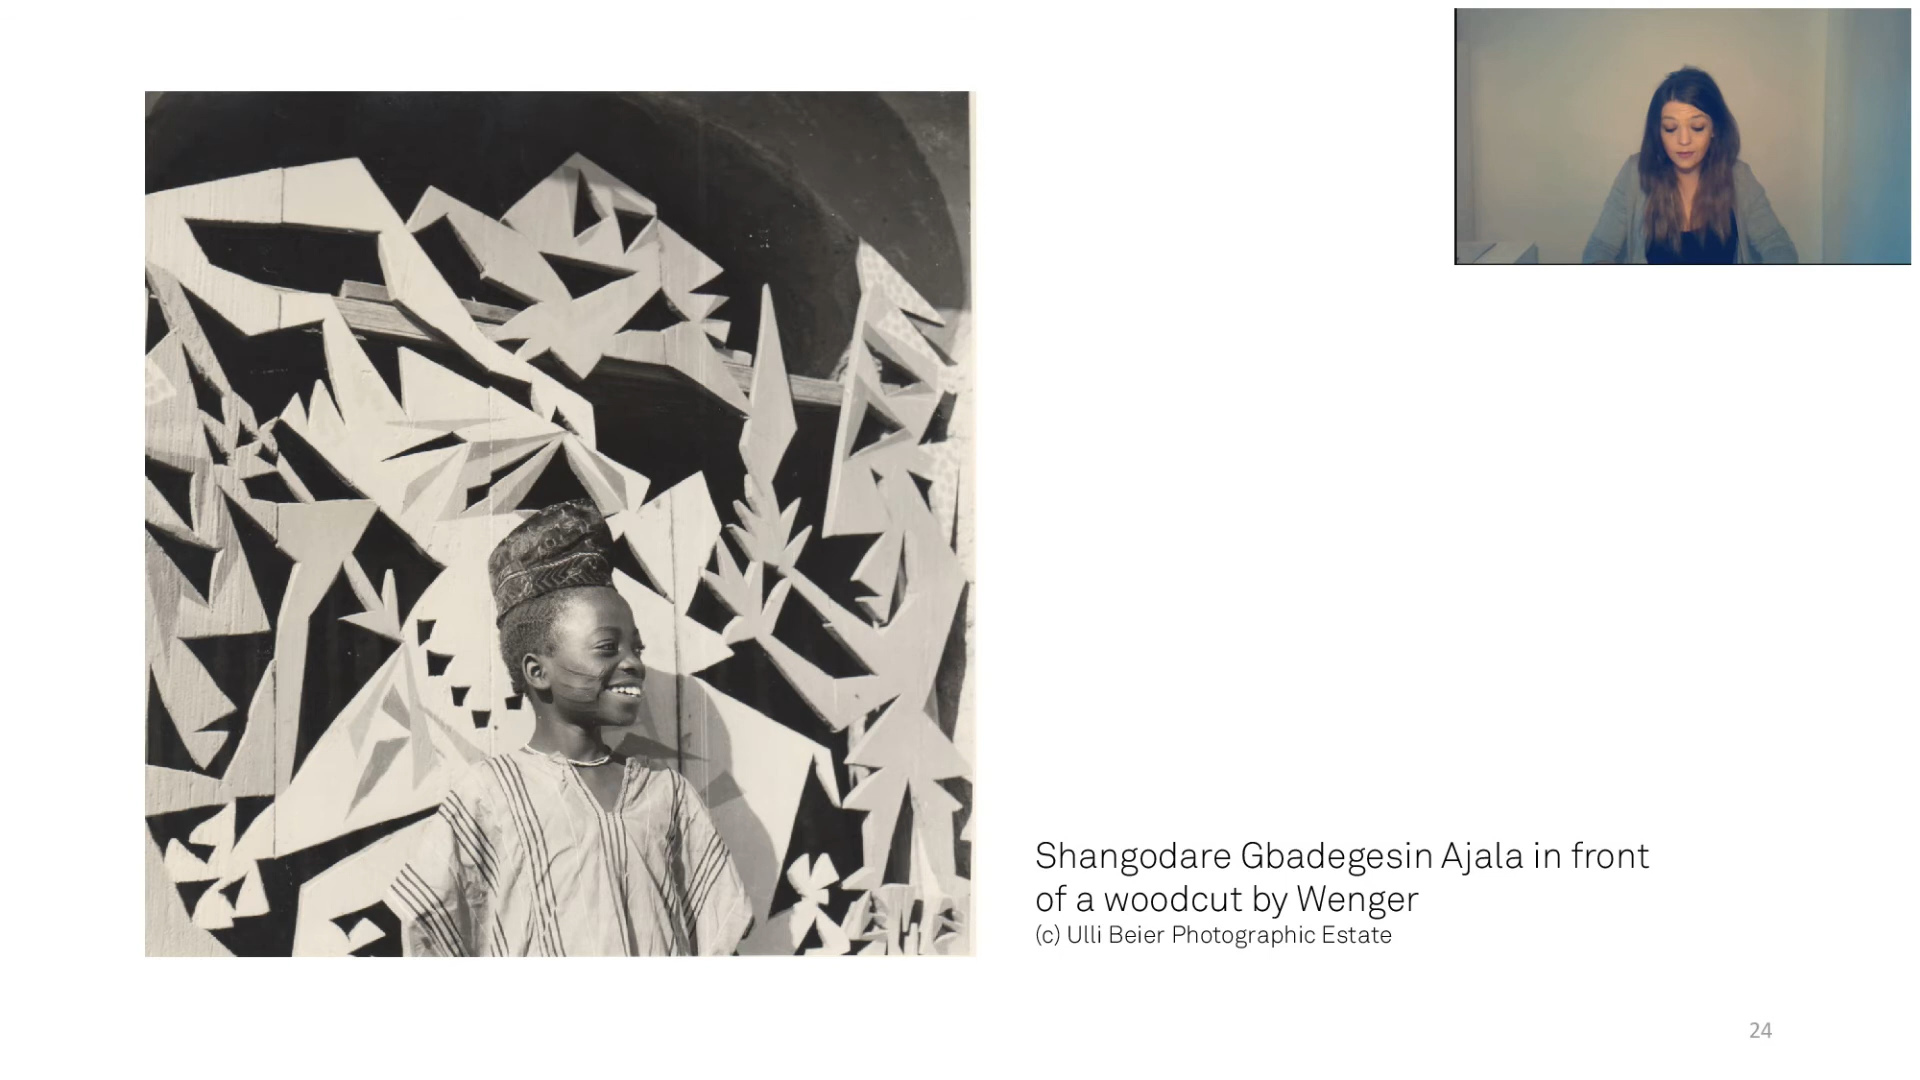 Shangodare Gbadegesin Ajala in front
of a woodcut by Wenger
(c) Ulli Beier Photographic Estate
24